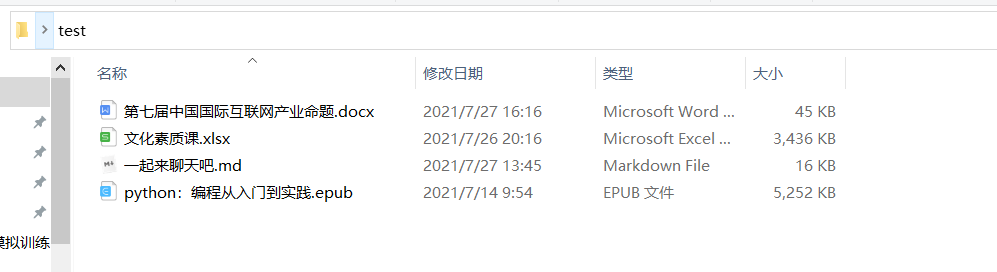 test
名称 修改日期 类型 大小
第七届中国国际互联网产业命题.docx 2021/7/27 16:16 Microsoft Word ... 45 KB
文化素质课.xlsx 2021/7/26 20:16 Microsoft Excel ... 3,436 KB
一起来聊天吧.md 2021/7/27 13:45 Markdown File 16 KB
python：编程从入门到实践.epub 2021/7/14 9:54 EPUB 文件 5,252 KB
模拟训练